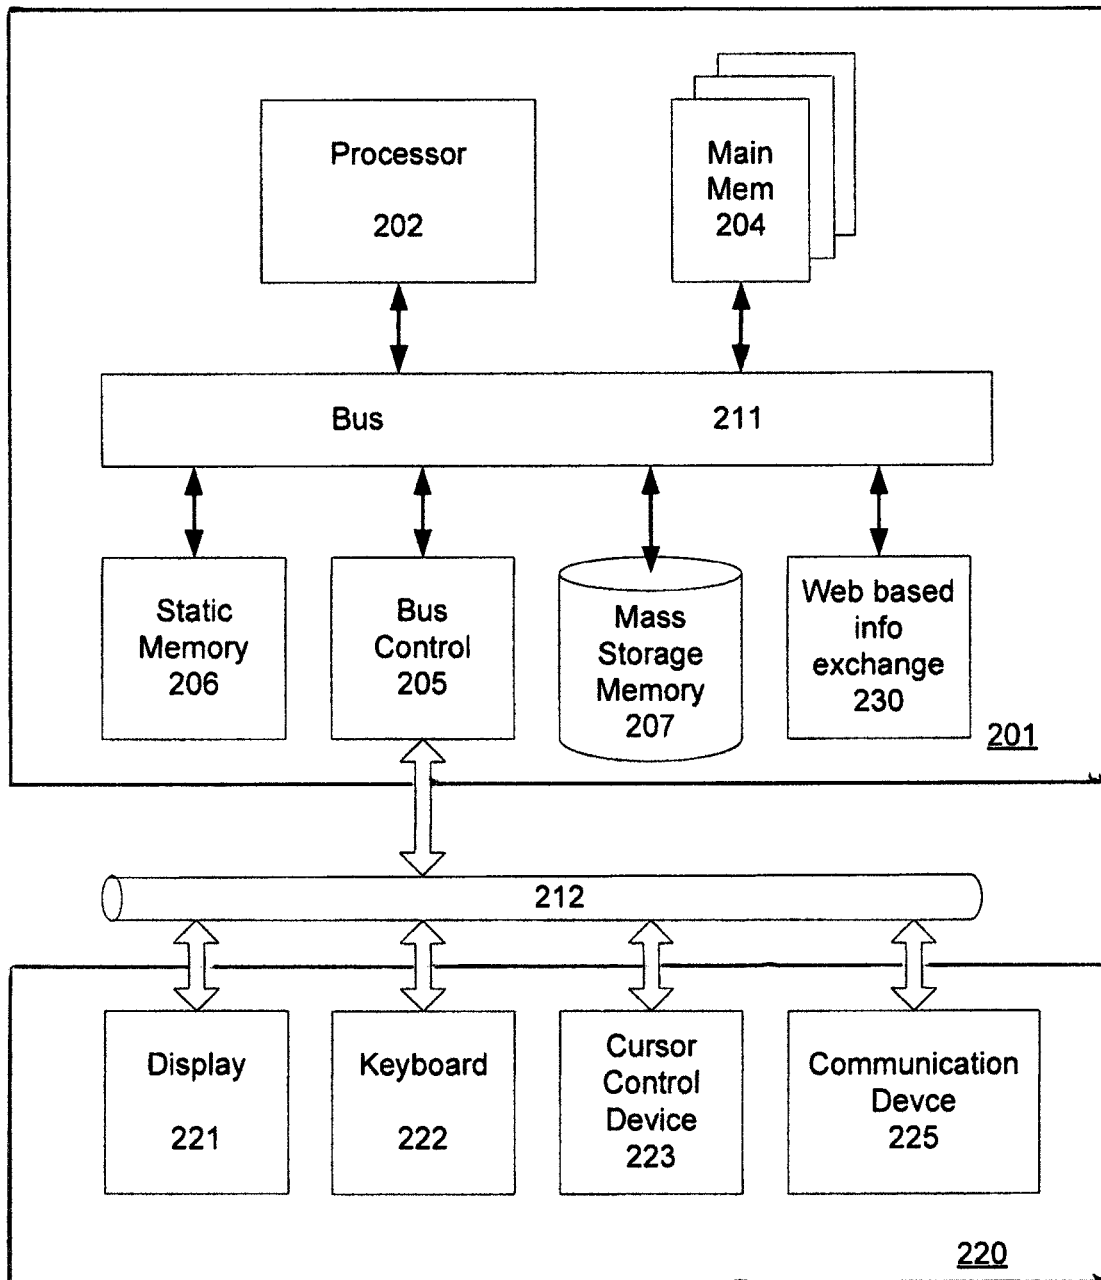 Processor
202
Main
Mem
204
Bus 211
Static
Memory
206
Bus
Control
205
Mass
Storage
Memory
207
Web based
info
exchange
230
201
212
Display
221
Keyboard
222
Cursor
Control
Device
223
Communication
Devce
225
220